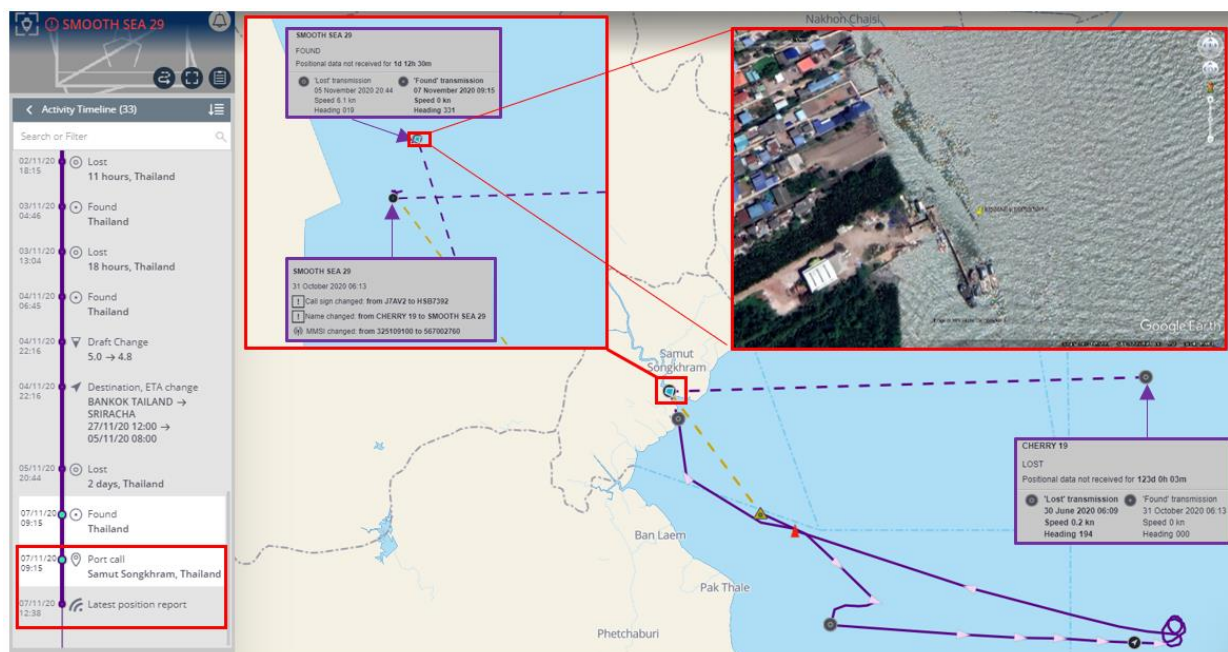 SMOOTH SEA 29
Activity Timeline (33)
Search or Filter
02/11/20
18:15
Lost
11 hours, Thailand
03/11/20
04:46
Found
Thailand
03/11/20
13:04
Lost
18 hours, Thailand
04/11/20
06:45
Found
Thailand
04/11/20
22:16
Draft Change
5.0 → 4.8
04/11/20
22:16
Destination, ETA change
BANKOK TAILAND →
SRIRACHA
27/11/20 12:00 →
05/11/20 08:00
05/11/20
20:44
Lost
2 days, Thailand
07/11/20
09:15
Found
Thailand
07/11/20
09:15
Port call
Samut Songkhram, Thailand
07/11/20
12:38
Latest position report
SMOOTH SEA 29
FOUND
Positional data not received for 1d 12h 30m
'Lost' transmission
05 November 2020 20:44
Speed 6.1 kn
Heading 019
'Found' transmission
07 November 2020 09:15
Speed 0 kn
Heading 331
SMOOTH SEA 29
31 October 2020 06:13
Call sign changed: from J7AV2 to HSB7392
Name changed: from CHERRY 19 to SMOOTH SEA 29
MMSI changed: from 325109100 to 567002760
Nakhon Chaisi
Google Earth
Samut
Songkhram
CHERRY 19
LOST
Positional data not received for 123d 0h 03m
'Lost' transmission
30 June 2020 06:09
Speed 0.2 kn
Heading 194
'Found' transmission
31 October 2020 06:13
Speed 0 kn
Heading 000
Ban Laem
Pak Thale
Phetchaburi